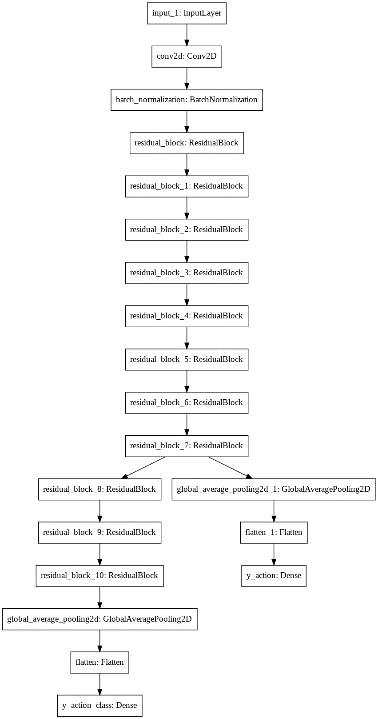 input_1: InputLayer
conv2d: Conv2D
batch_normalization: BatchNormalization
residual_block: ResidualBlock
residual_block_1: ResidualBlock
residual_block_2: ResidualBlock
residual_block_3: ResidualBlock
residual_block_4: ResidualBlock
residual_block_5: ResidualBlock
residual_block_6: ResidualBlock
residual_block_7: ResidualBlock
residual_block_8: ResidualBlock
global_average_pooling2d_1: GlobalAveragePooling2D
residual_block_9: ResidualBlock
flatten_1: Flatten
residual_block_10: ResidualBlock
y_action: Dense
global_average_pooling2d: GlobalAveragePooling2D
flatten: Flatten
y_action_class: Dense